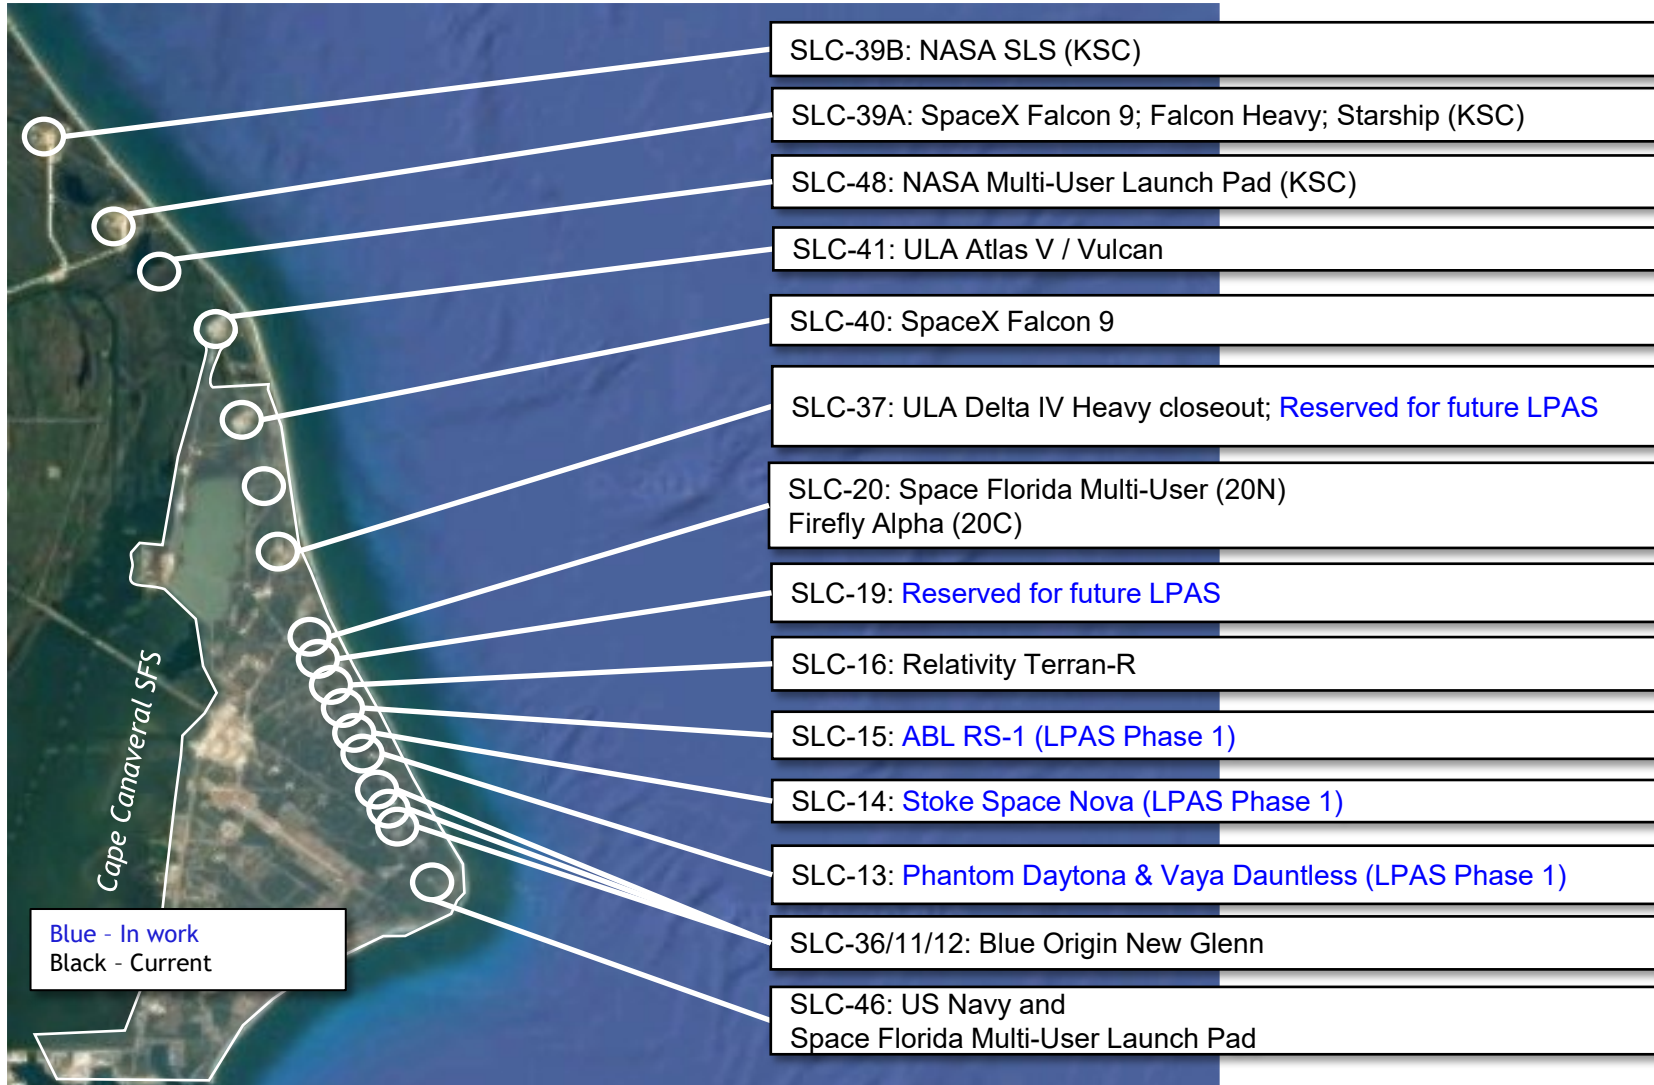 SLC-39B: NASA SLS (KSC)
SLC-39A: SpaceX Falcon 9; Falcon Heavy; Starship (KSC)
SLC-48: NASA Multi-User Launch Pad (KSC)
SLC-41: ULA Atlas V / Vulcan
SLC-40: SpaceX Falcon 9
SLC-37: ULA Delta IV Heavy closeout; Reserved for future LPAS
SLC-20: Space Florida Multi-User (20N)
Firefly Alpha (20C)
SLC-19: Reserved for future LPAS
SLC-16: Relativity Terran-R
SLC-15: ABL RS-1 (LPAS Phase 1)
SLC-14: Stoke Space Nova (LPAS Phase 1)
SLC-13: Phantom Daytona & Vaya Dauntless (LPAS Phase 1)
SLC-36/11/12: Blue Origin New Glenn
SLC-46: US Navy and
Space Florida Multi-User Launch Pad
Cape Canaveral SFS
Blue - In work
Black - Current